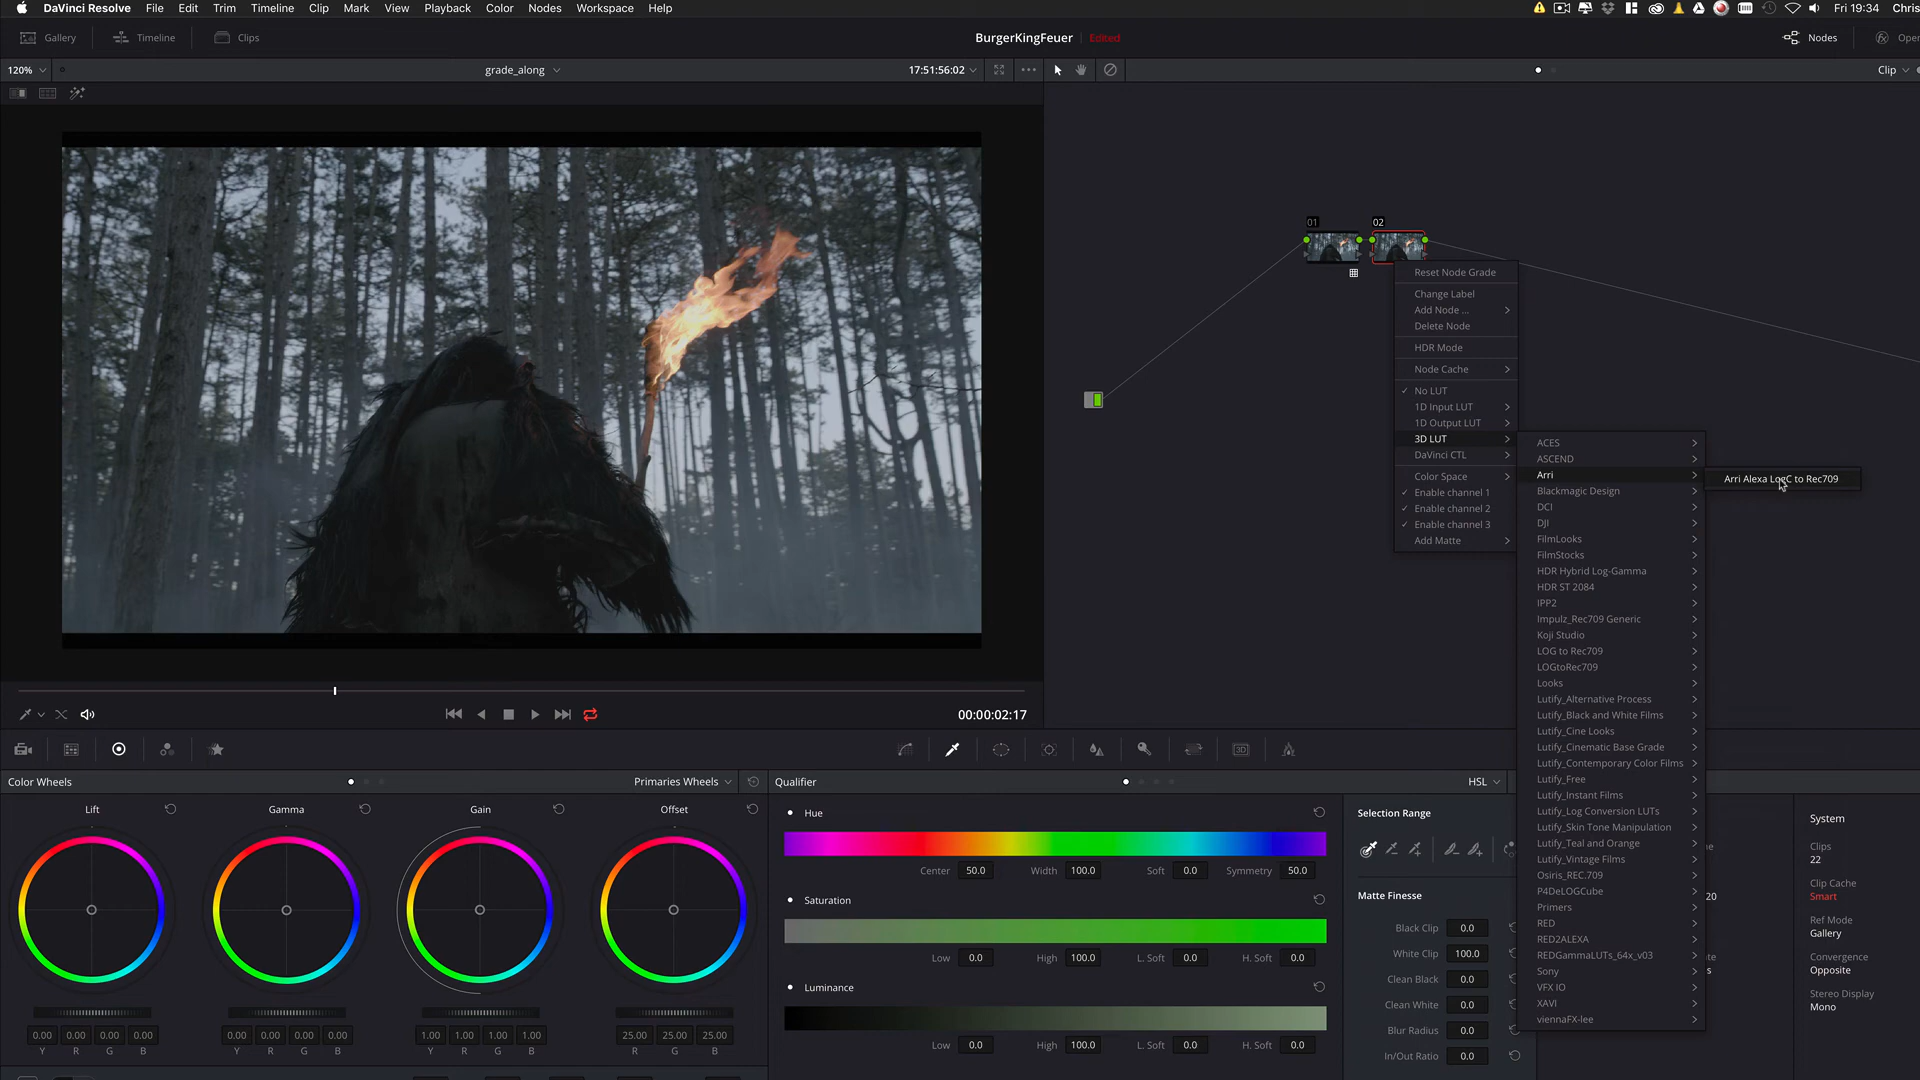 DaVinci Resolve File Edit Trim Timeline Clip Mark View Playback Color Nodes Workspace Help Fri 19:34 Chris
Gallery Timeline Clips BurgerKingFeuer Edited Nodes Ope
120% grade_along 17:51:56:02 Clip
01 02
Reset Node Grade
Change Label
Add Node ...
Delete Node
HDR Mode
Node Cache
No LUT
1D Input LUT
1D Output LUT
3D LUT
DaVinci CTL
Color Space
Enable channel 1
Enable channel 2
Enable channel 3
Add Matte
ACES
ASCEND
Arri
Blackmagic Design
DCI
DJI
FilmLooks
FilmStocks
HDR Hybrid Log-Gamma
HDR ST 2084
IPP2
Impulz_Rec709 Generic
Koji Studio
LOG to Rec709
LOGtoRec709
Looks
Lutify_Alternative Process
Lutify_Black and White Films
Lutify_Cine Looks
Lutify_Cinematic Base Grade
Lutify_Contemporary Color Films
Lutify_Free
Lutify_Instant Films
Lutify_Log Conversion LUTs
Lutify_Skin Tone Manipulation
Lutify_Teal and Orange
Lutify_Vintage Films
Osiris_REC.709
P4DeLOGCube
Primers
RED
RED2ALEXA
REDGammaLUTs_64x_v03
Sony
VFX IO
XAVI
viennaFX-lee
Arri Alexa LogC to Rec709
00:00:02:17
Color Wheels Primaries Wheels
Lift Gamma Gain Offset
0.00 0.00 0.00 0.00 0.00 0.00 0.00 0.00 1.00 1.00 1.00 1.00 25.00 25.00 25.00
Y R G B Y R G B Y R G B R G B
Qualifier HSL
Hue
Center 50.0 Width 100.0 Soft 0.0 Symmetry 50.0
Saturation
Low 0.0 High 100.0 L. Soft 0.0 H. Soft 0.0
Luminance
Low 0.0 High 100.0 L. Soft 0.0 H. Soft 0.0
Selection Range
Matte Finesse
Black Clip 0.0
White Clip 100.0
Clean Black 0.0
Clean White 0.0
Blur Radius 0.0
In/Out Ratio 0.0
20
System
Clips
22
Clip Cache
Smart
Ref Mode
Gallery
Convergence
Opposite
Stereo Display
Mono